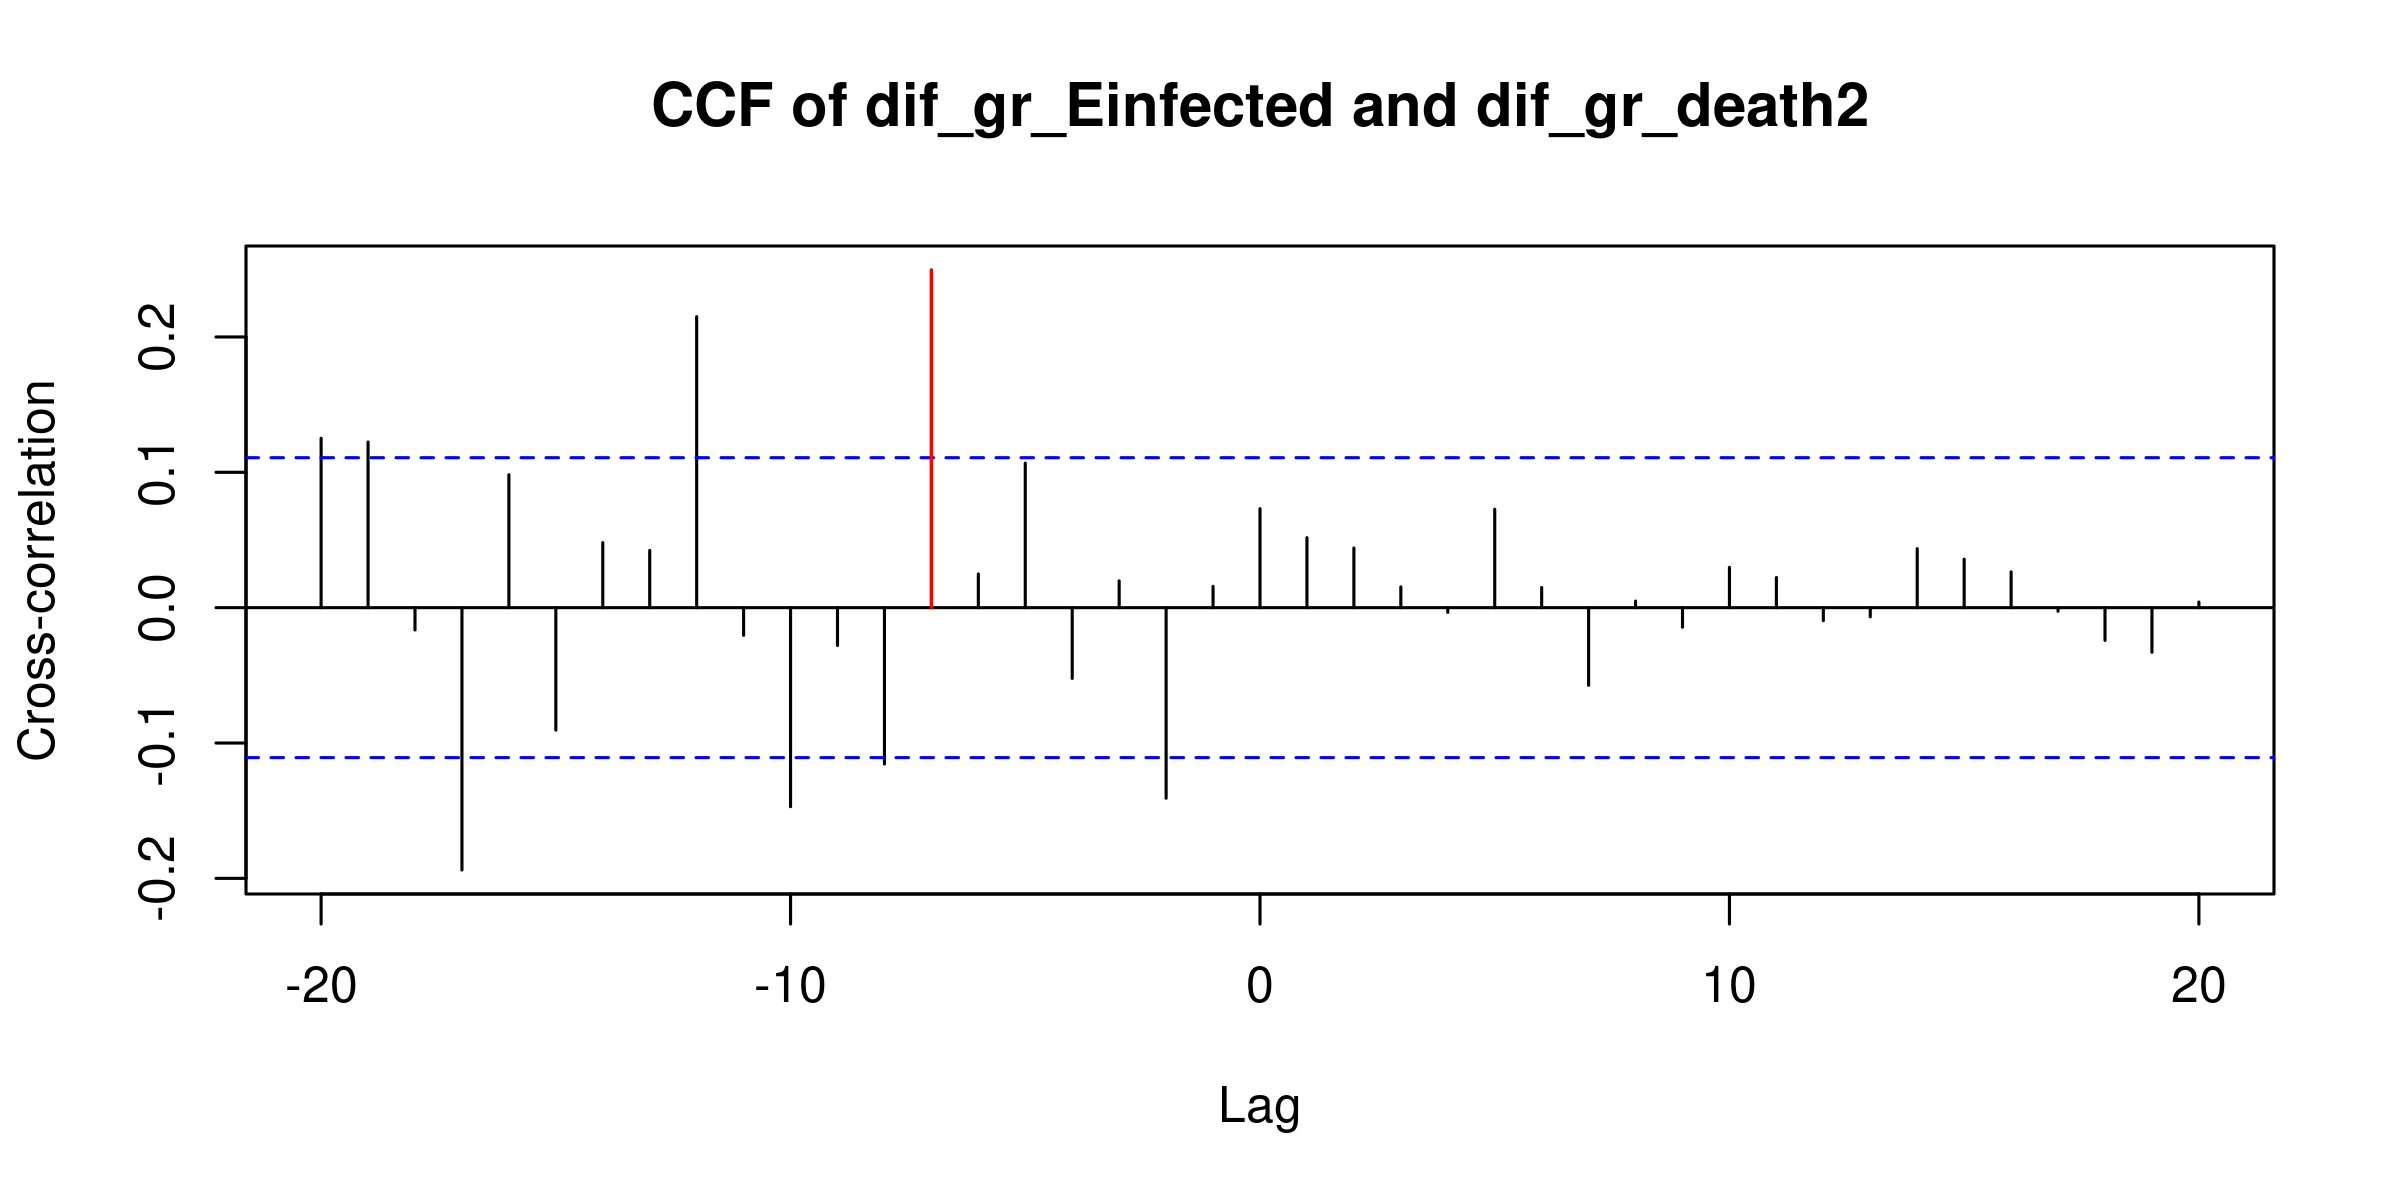 CCF of dif_gr_Einfected and dif_gr_death2
Cross-correlation
0.2
0.1
0.0
-0.1
-0.2
-20 -10 0 10 20
Lag